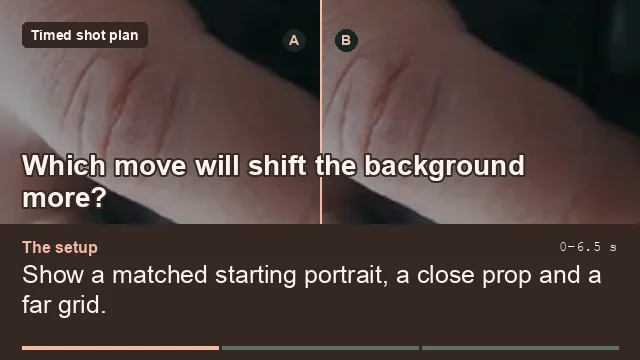 Timed shot plan
A
B
Which move will shift the background
more?
The setup
0–6.5 s
Show a matched starting portrait, a close prop and a
far grid.